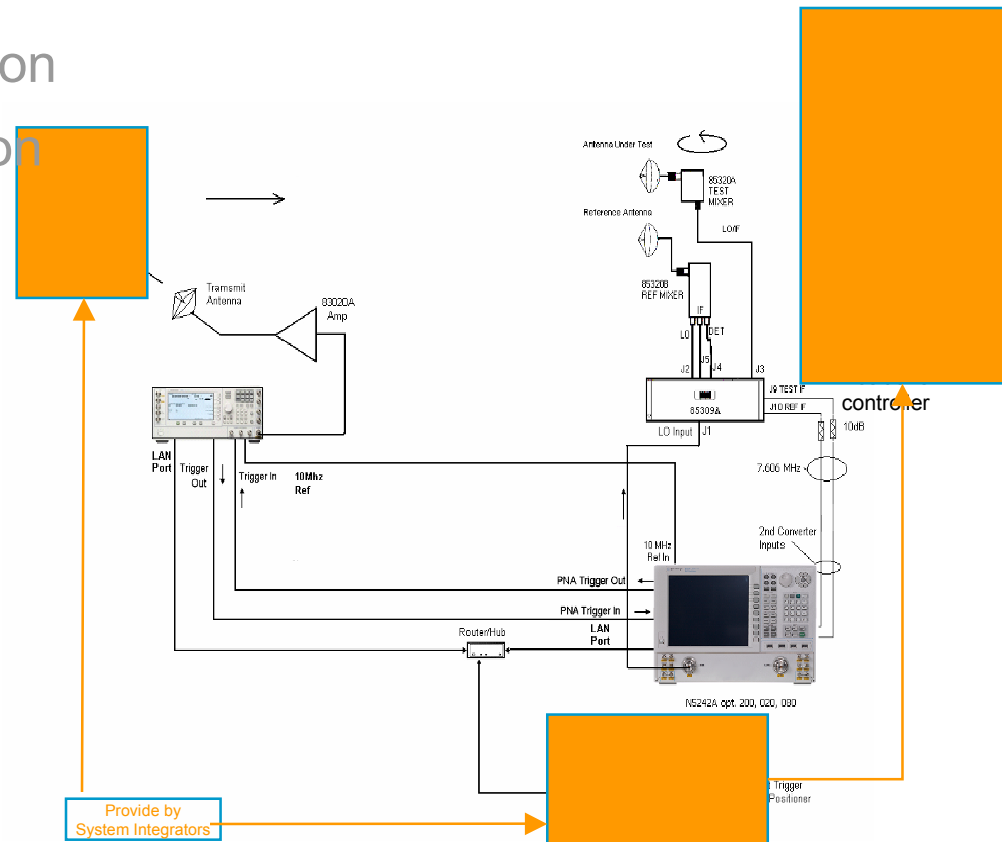 on
on
Antenna Under Test
85320A
TEST
MIXER
Reference Antenna
LO/IF
85320B
REF MIXER
IF
LO
DET
J5
J2
J4
J3
Transmit
Antenna
83020A
Amp
85309A
J9 TEST IF
J10 REF IF
controller
10dB
LO Input
J1
LAN
Port
Trigger
Out
Trigger In
10Mhz
Ref
7.606 MHz
2nd Converter
Inputs
10 MHz
Ref In
PNA Trigger Out
PNA Trigger In
LAN
Port
Router/Hub
N5242A opt. 200, 020, 080
Trigger
Positioner
Provide by
System Integrators